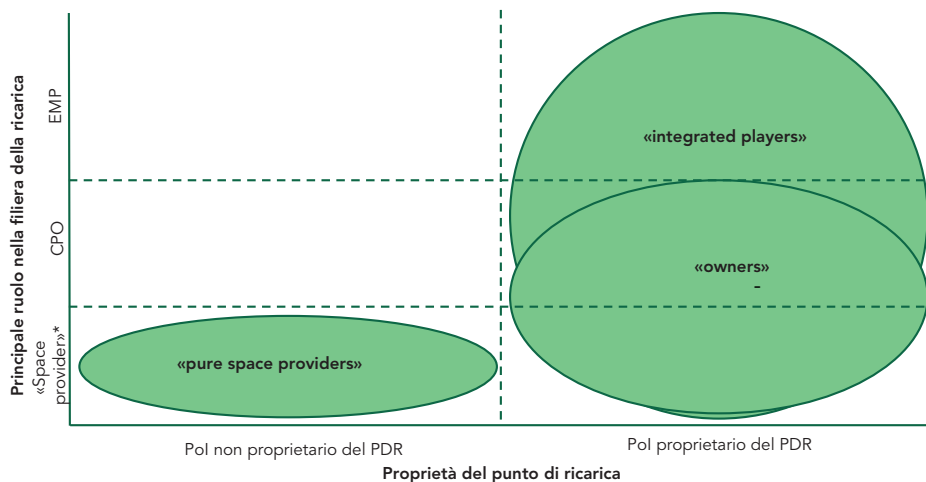 Principale ruolo nella filiera della ricarica
EMP
CPO
«Space
provider»*
«integrated players»
«owners»
-
«pure space providers»
PoI non proprietario del PDR
PoI proprietario del PDR
Proprietà del punto di ricarica